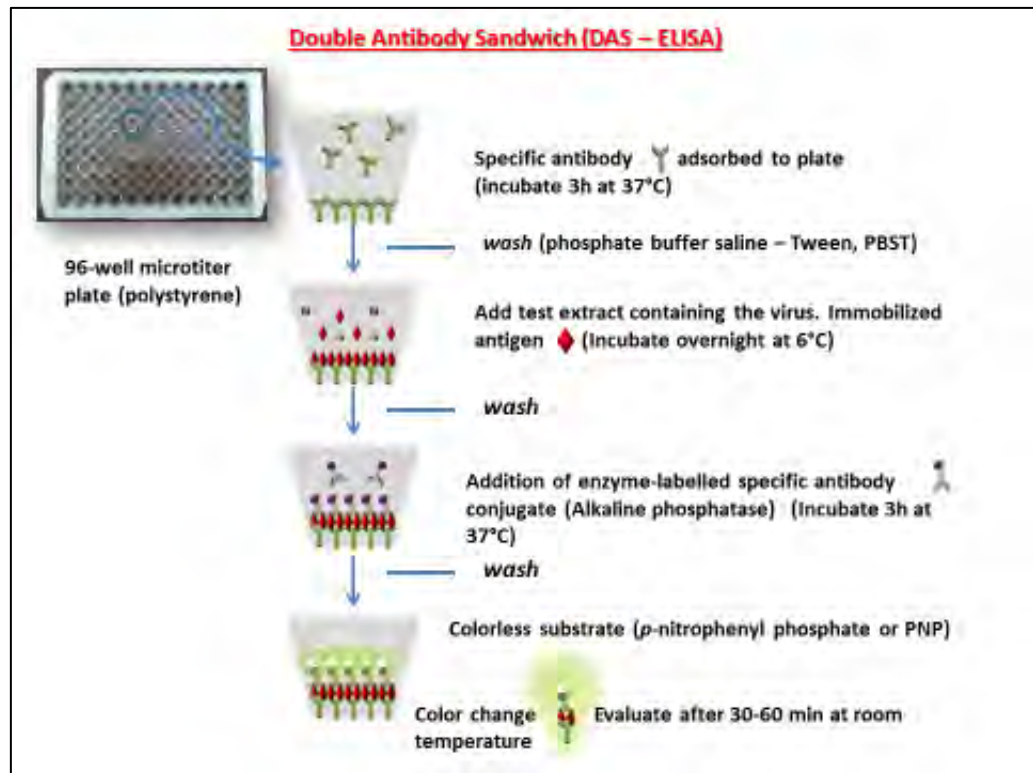 Double Antibody Sandwich (DAS – ELISA)
Specific antibody adsorbed to plate
(incubate 3h at 37°C)
wash (phosphate buffer saline – Tween, PBST)
96-well microtiter
plate (polystyrene)
Add test extract containing the virus. Immobilized
antigen (Incubate overnight at 6°C)
wash
Addition of enzyme-labelled specific antibody
conjugate (Alkaline phosphatase) (Incubate 3h at
37°C)
wash
Colorless substrate (p-nitrophenyl phosphate or PNP)
Color change Evaluate after 30-60 min at room
temperature